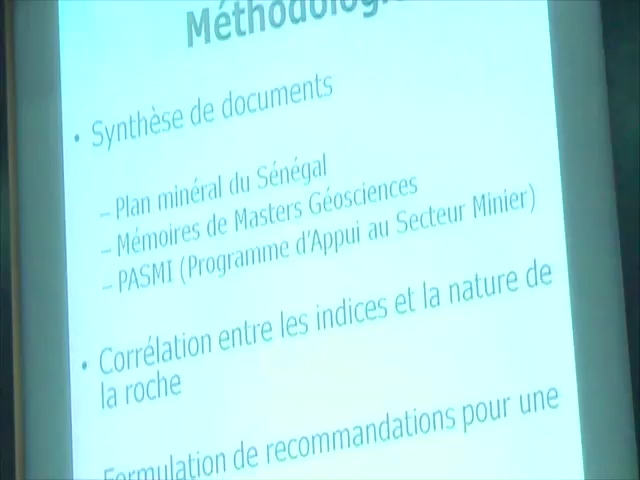 Méthodologie
• Synthèse de documents
– Plan minéral du Sénégal
– Mémoires de Masters Géosciences
– PASMI (Programme d'Appui au Secteur Minier)
• Corrélation entre les indices et la nature de
la roche
Formulation de recommandations pour une